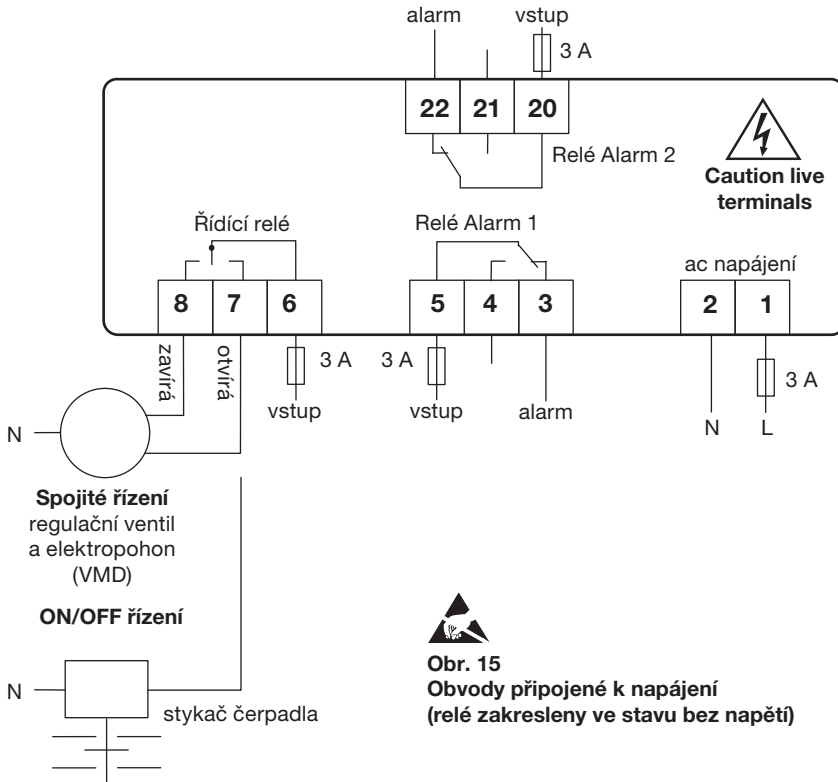 alarm
vstup
3 A
22 21 20
Relé Alarm 2
Caution live
terminals
Řídící relé
Relé Alarm 1
ac napájení
8 7 6
5 4 3
2 1
zavírá
otvírá
3 A
3 A
3 A
vstup
vstup
alarm
N
L
N
Spojité řízení
regulační ventil
a elektropohon
(VMD)
ON/OFF řízení
N
stykač čerpadla
Obr. 15
Obvody připojené k napájení
(relé zakresleny ve stavu bez napětí)